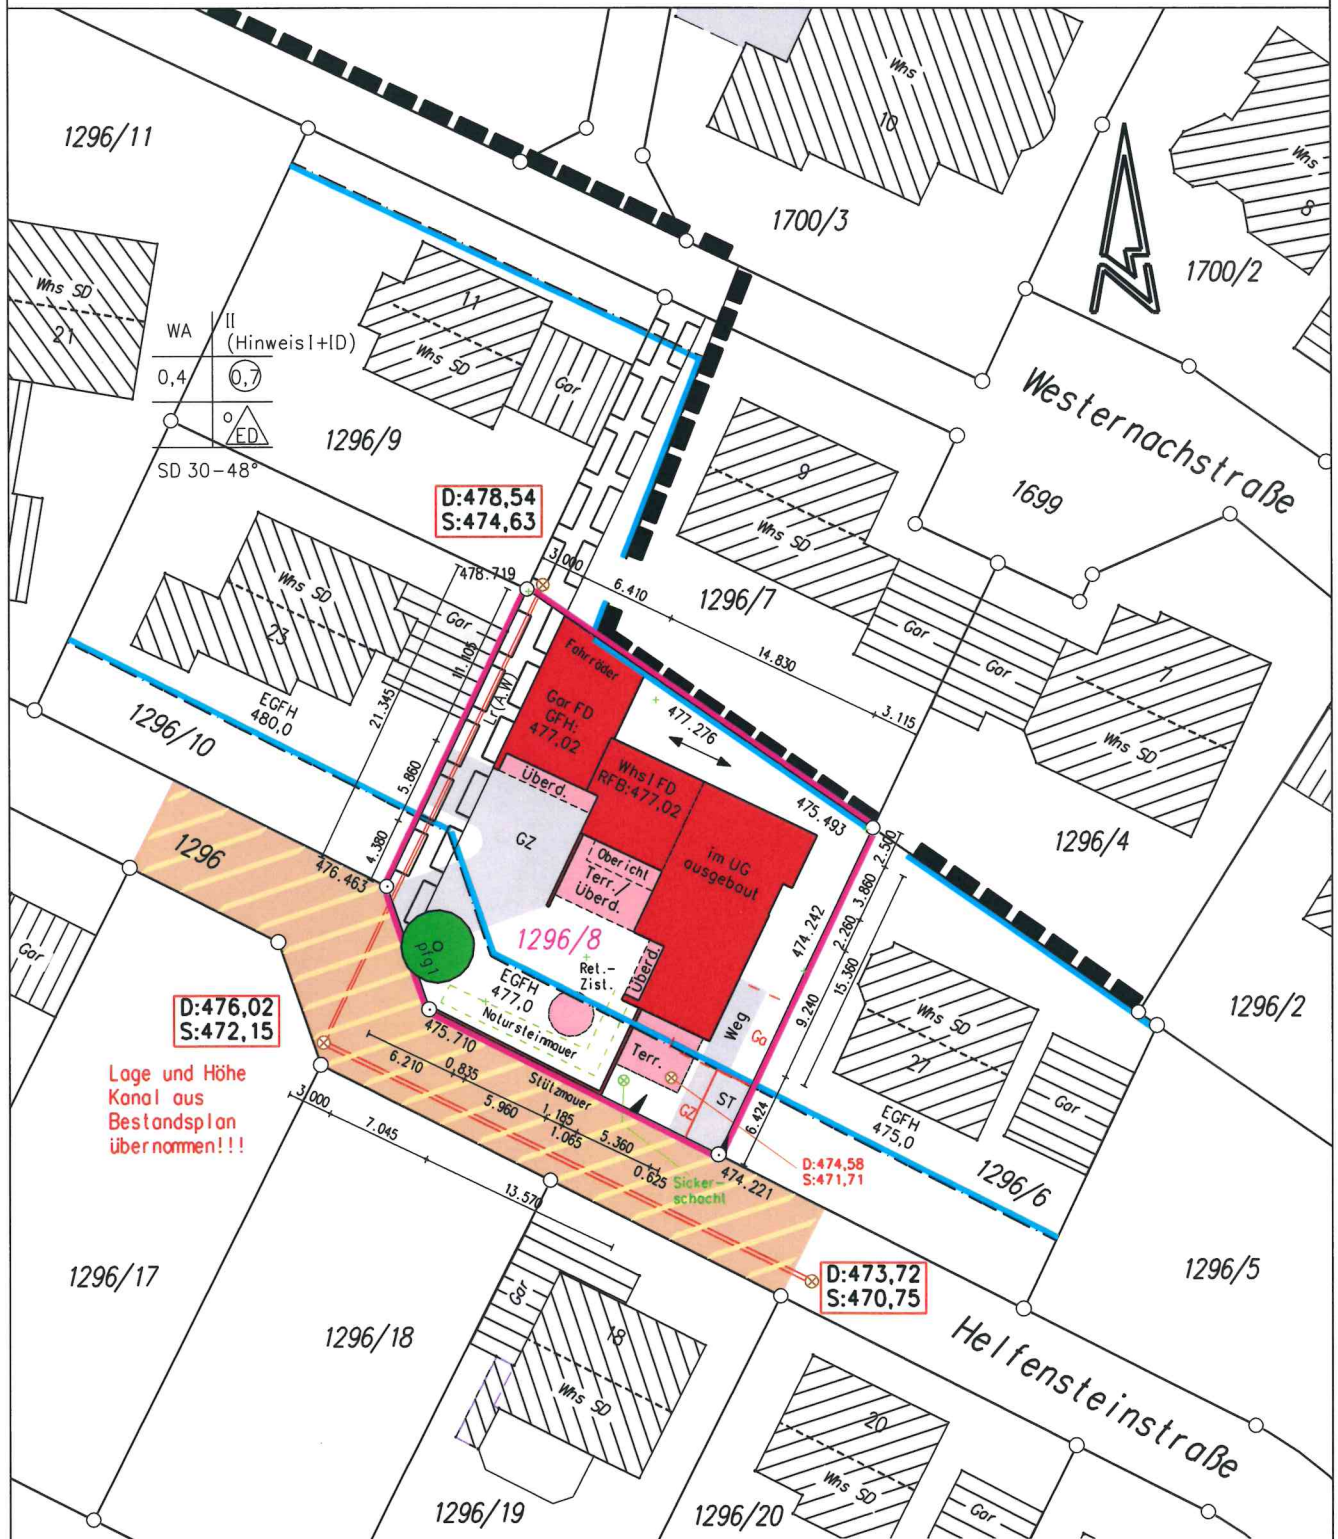 Whs
10
1296/11
Whs
8
1700/3
1700/2
Whs SD
21
11
Whs SD
Gar
WA
II
(Hinweis I+ID)
0,4
0,7
o
ED
SD 30-48°
1296/9
Westernachstraße
9
Whs SD
1699
D:478,54
S:474,63
3.000
478.719
6.410
1296/7
Whs SD
23
Gar
Fahrräder
14.830
Gar
Gar
7
Whs SD
11.105
r(A.W)
21.345
Gar FD
GFH:
477,02
477.276
3.115
EGFH
480,0
1296/10
Whs I FD
RFB:477,02
Überd.
5.860
475.493
1296/4
1296
GZ
4.380
476.463
im UG
ausgebaut
Obericht
Terr./
Überd.
2.500
3.860
2.260
474.242
15.360
9.240
Gar
pfg1
1296/8
Ret.-
Zist.
Überd.
EGFH
477,0
Natursteinmauer
1296/2
Whs SD
27
Weg
Ga
D:476,02
S:472,15
475.710
Terr.
Gar
Lage und Höhe
Kanal aus
Bestandsplan
übernommen!!!
6.210
0.835
5.960
Stützmauer
1.185
1.065
5.360
0.625
GZ
ST
6.424
EGFH
475,0
3.000
7.045
13.570
Sicker-
schacht
474.221
D:474,58
S:471,71
1296/6
1296/17
1296/5
D:473,72
S:470,75
Gar
1296/18
18
Whs SD
Helfensteinstraße
20
Whs SD
1296/19
1296/20
Gar